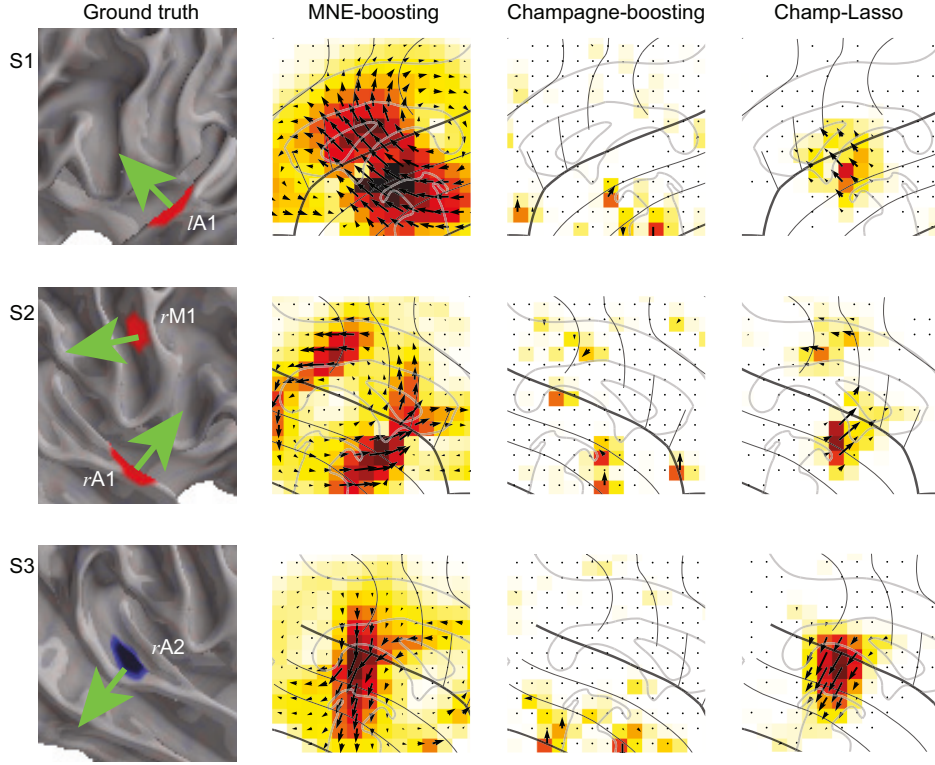 Ground truth MNE-boosting Champagne-boosting Champ-Lasso
S1
lA1
S2
rM1
rA1
S3
rA2